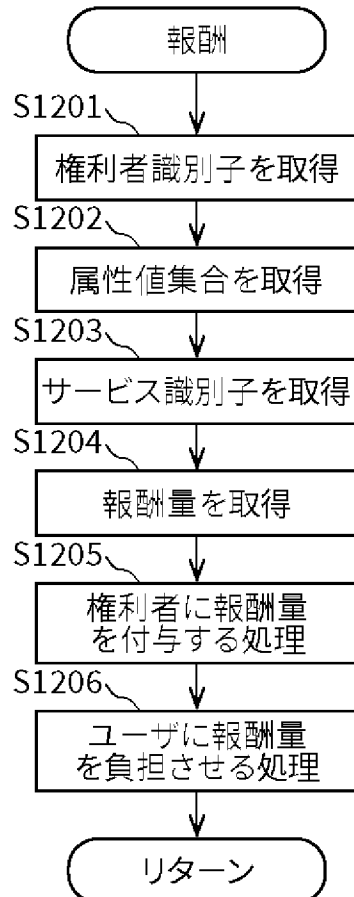 報酬
S1201
権利者識別子を取得
S1202
属性値集合を取得
S1203
サービス識別子を取得
S1204
報酬量を取得
S1205
権利者に報酬量
を付与する処理
S1206
ユーザに報酬量
を負担させる処理
リターン